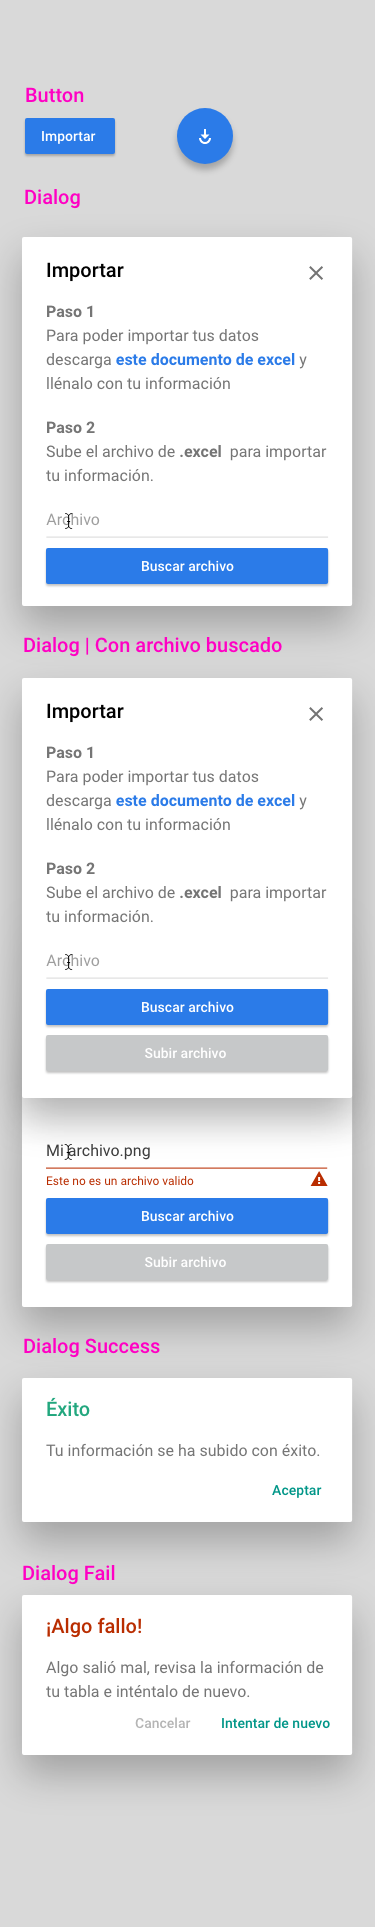 Button
Importar
Dialog
Importar
Paso 1
Para poder importar tus datos
descarga este documento de excel y
llénalo con tu información
Paso 2
Sube el archivo de .excel para importar
tu información.
Archivo
Buscar archivo
Dialog | Con archivo buscado
Importar
Paso 1
Para poder importar tus datos
descarga este documento de excel y
llénalo con tu información
Paso 2
Sube el archivo de .excel para importar
tu información.
Archivo
Buscar archivo
Subir archivo
Mi archivo.png
Este no es un archivo valido
Buscar archivo
Subir archivo
Dialog Success
Éxito
Tu información se ha subido con éxito.
Aceptar
Dialog Fail
¡Algo fallo!
Algo salió mal, revisa la información de
tu tabla e inténtalo de nuevo.
Cancelar Intentar de nuevo